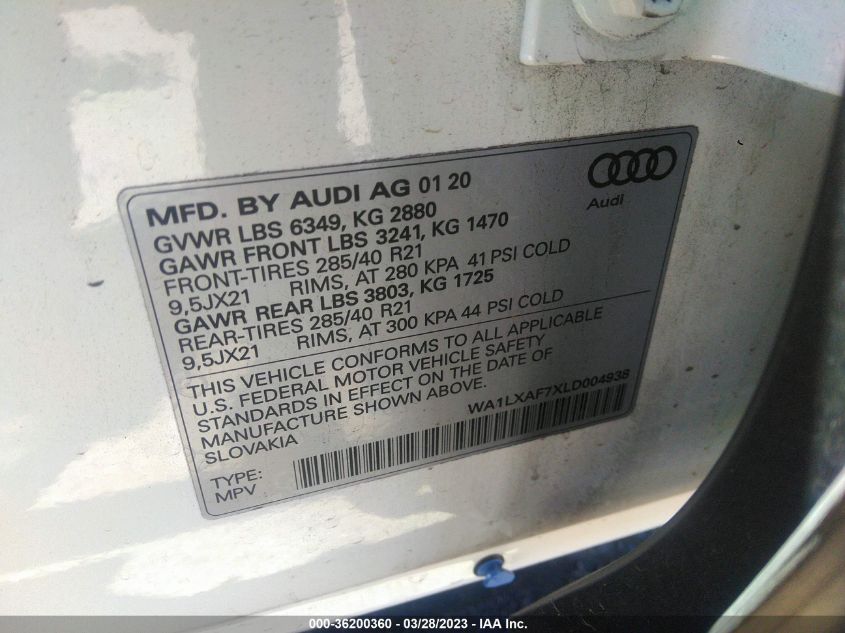 MFD. BY AUDI AG 01 20
GVWR LBS 6349, KG 2880
GAWR FRONT LBS 3241, KG 1470
FRONT-TIRES 285/40 R21
9,5JX21 RIMS, AT 280 KPA 41 PSI COLD
GAWR REAR LBS 3803, KG 1725
REAR-TIRES 285/40 R21
9,5JX21 RIMS, AT 300 KPA 44 PSI COLD
THIS VEHICLE CONFORMS TO ALL APPLICABLE
U.S. FEDERAL MOTOR VEHICLE SAFETY
STANDARDS IN EFFECT ON THE DATE OF
MANUFACTURE SHOWN ABOVE.
SLOVAKIA
WA1LXAF7XLD004938
TYPE:
MPV
Audi
000-36200360 - 03/28/2023 - IAA Inc.